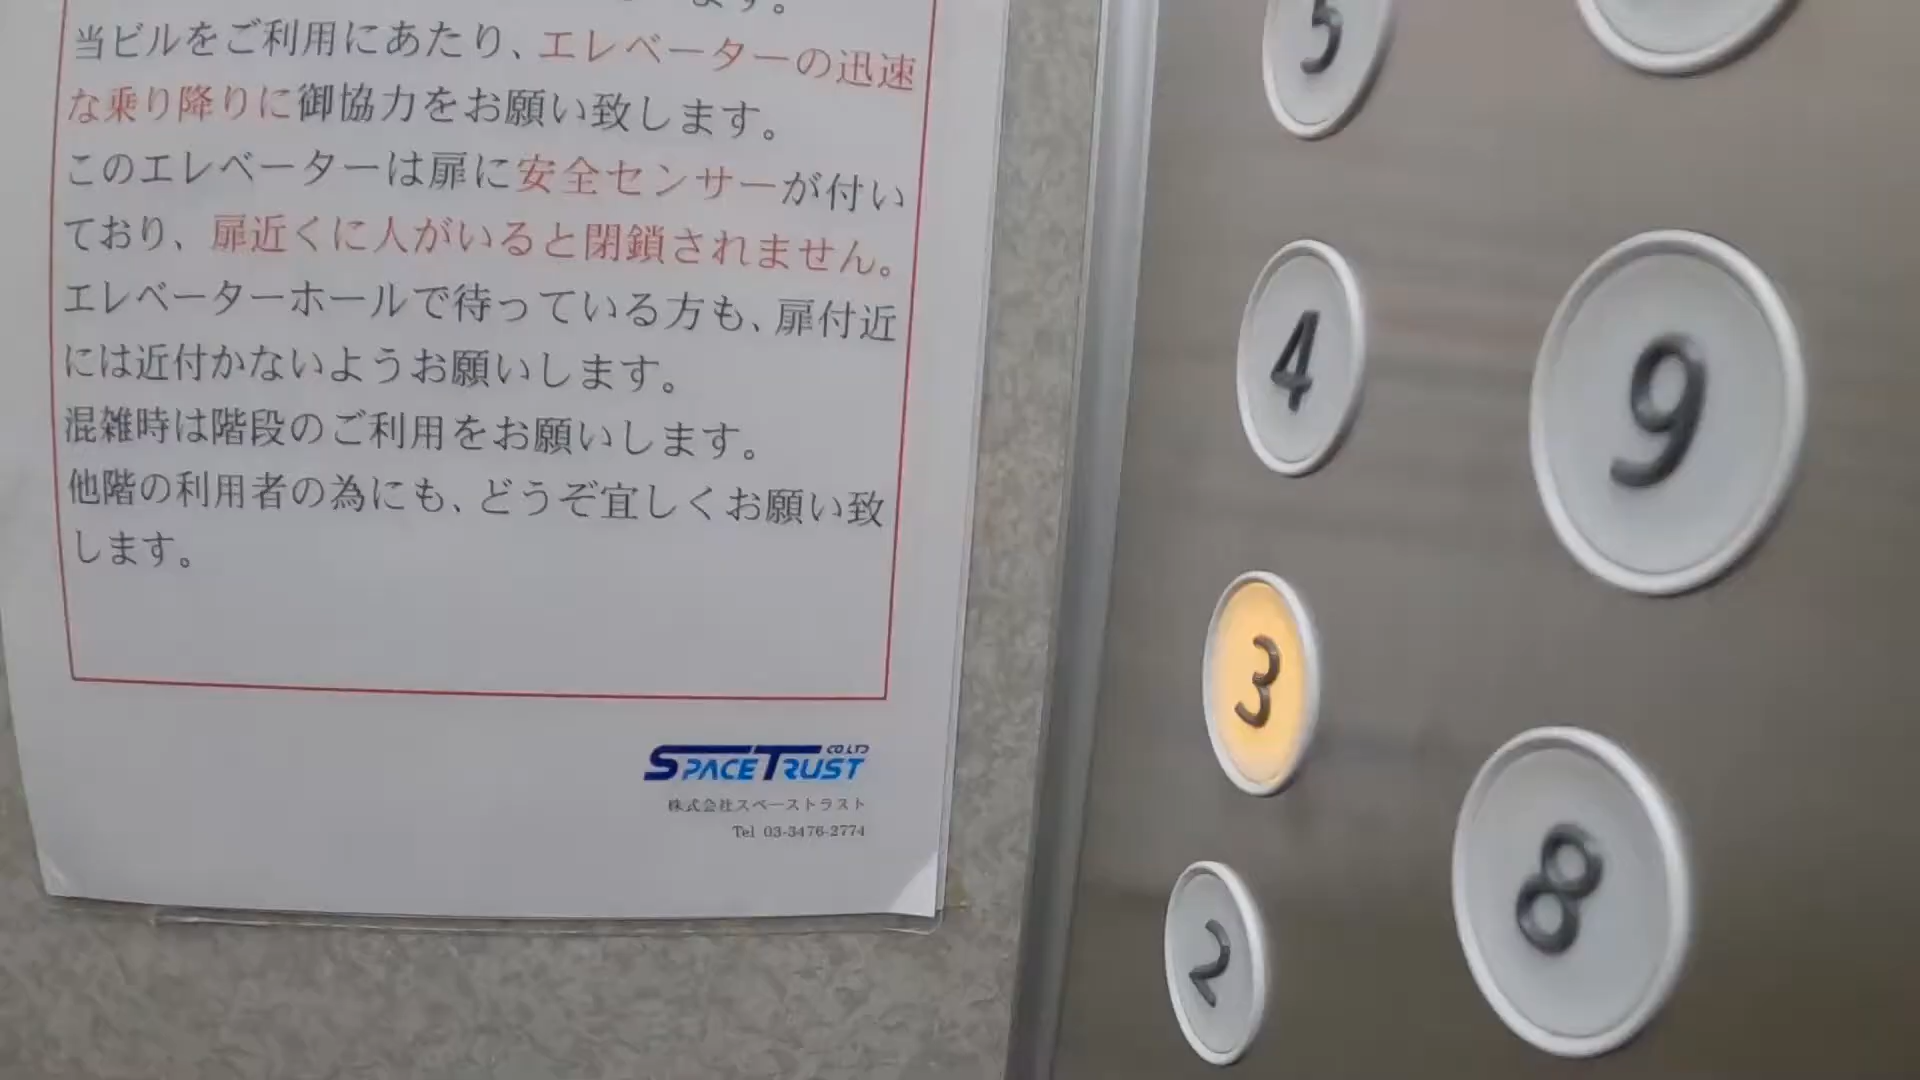 ます。
当ビルをご利用にあたり、エレベーターの迅速
な乗り降りに御協力をお願い致します。
このエレベーターは扉に安全センサーが付い
ており、扉近くに人がいると閉鎖されません。
エレベーターホールで待っている方も、扉付近
には近付かないようお願いします。
混雑時は階段のご利用をお願いします。
他階の利用者の為にも、どうぞ宜しくお願い致
します。
SPACETRUST CO LTD
株式会社スペーストラスト
Tel 03-3476-2774
5
4
9
3
8
2